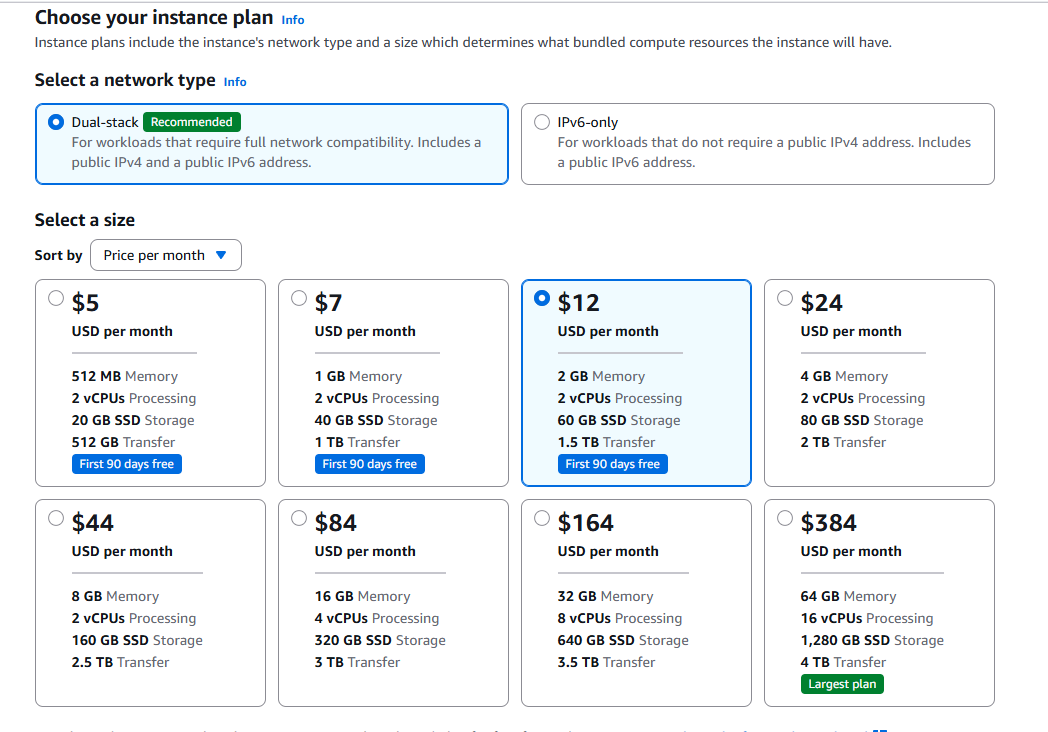 Choose your instance plan Info
Instance plans include the instance's network type and a size which determines what bundled compute resources the instance will have.
Select a network type Info
Dual-stack Recommended
For workloads that require full network compatibility. Includes a
public IPv4 and a public IPv6 address.
IPv6-only
For workloads that do not require a public IPv4 address. Includes
a public IPv6 address.
Select a size
Sort by Price per month
$5
USD per month
512 MB Memory
2 vCPUs Processing
20 GB SSD Storage
512 GB Transfer
First 90 days free
$7
USD per month
1 GB Memory
2 vCPUs Processing
40 GB SSD Storage
1 TB Transfer
First 90 days free
$12
USD per month
2 GB Memory
2 vCPUs Processing
60 GB SSD Storage
1.5 TB Transfer
First 90 days free
$24
USD per month
4 GB Memory
2 vCPUs Processing
80 GB SSD Storage
2 TB Transfer
$44
USD per month
8 GB Memory
2 vCPUs Processing
160 GB SSD Storage
2.5 TB Transfer
$84
USD per month
16 GB Memory
4 vCPUs Processing
320 GB SSD Storage
3 TB Transfer
$164
USD per month
32 GB Memory
8 vCPUs Processing
640 GB SSD Storage
3.5 TB Transfer
$384
USD per month
64 GB Memory
16 vCPUs Processing
1,280 GB SSD Storage
4 TB Transfer
Largest plan